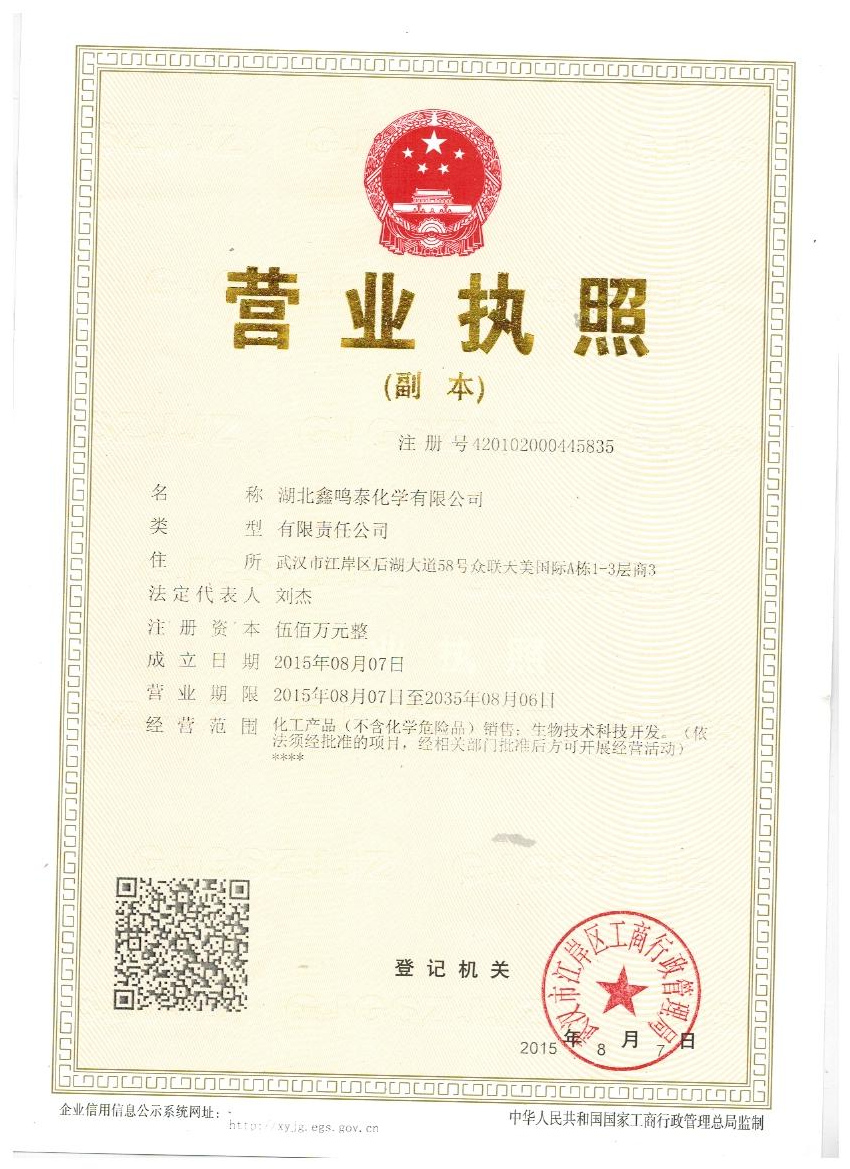 营业执照
(副 本)
注 册 号420102000445835
名 称 湖北鑫鸣泰化学有限公司
类 型 有限责任公司
住 所 武汉市江岸区后湖大道58号众联天美国际A栋1-3层商3
法定代表人 刘杰
注 册 资 本 伍佰万元整
成 立 日 期 2015年08月07日
营 业 期 限 2015年08月07日至2035年08月06日
经 营 范 围 化工产品（不含化学危险品）销售；生物技术科技开发。（依
法须经批准的项目，经相关部门批准后方可开展经营活动）
****
登 记 机 关
武汉市江岸区工商行政管理局
2015 年 8 月 7 日
企业信用信息公示系统网址：
http://xyjg.egs.gov.cn
中华人民共和国国家工商行政管理总局监制